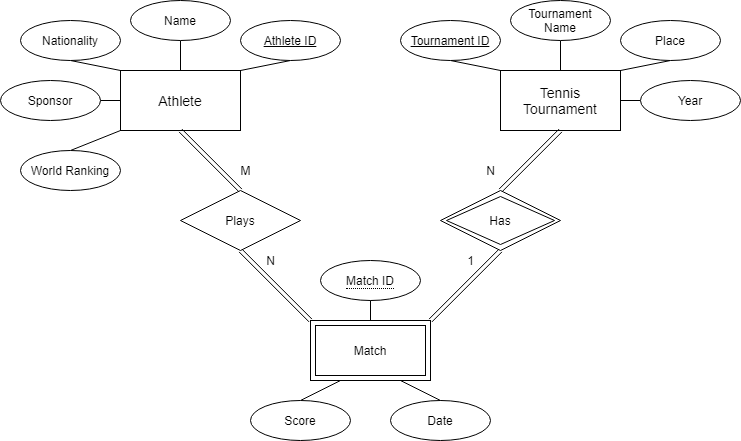 Name
Nationality
Athlete ID
Sponsor
Athlete
World Ranking
Tournament
Name
Tournament ID
Place
Tennis
Tournament
Year
M
N
Plays
Has
N
1
Match ID
Match
Score
Date